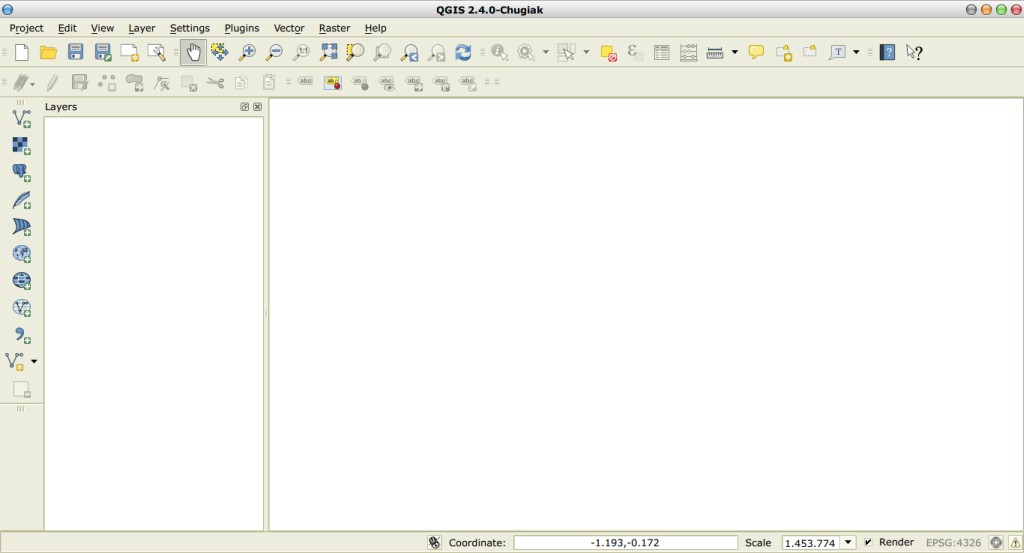 QGIS 2.4.0-Chugiak
Project Edit View Layer Settings Plugins Vector Raster Help
Layers
Coordinate: -1.193,-0.172 Scale 1.453.774 Render EPSG:4326